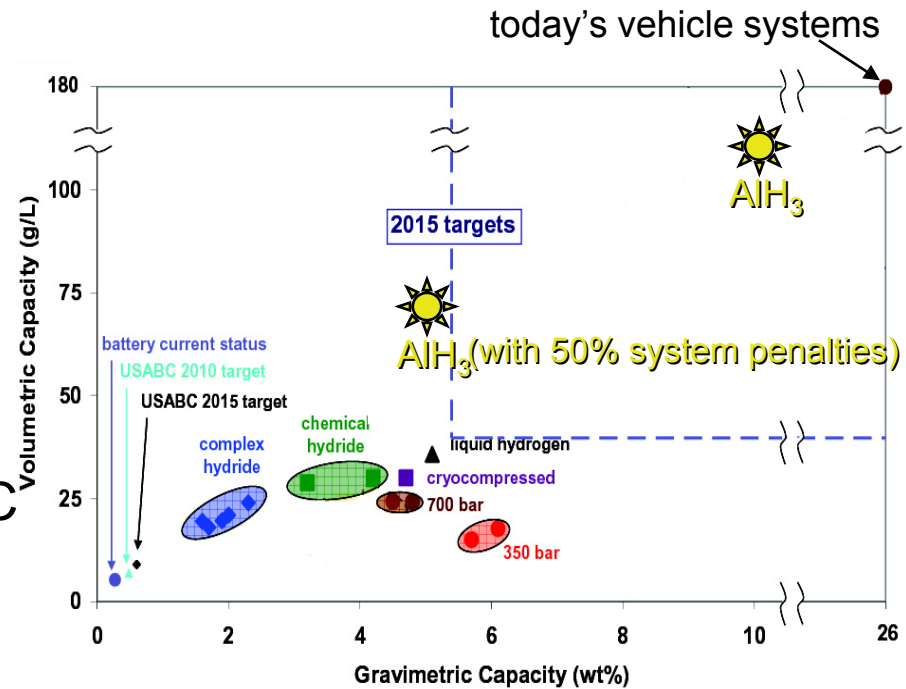 today's vehicle systems
180
100
AlH3
2015 targets
75
battery current status
AlH3(with 50% system penalties)
USABC 2010 target
50
USABC 2015 target
chemical
hydride
complex
hydride
liquid hydrogen
cryocompressed
25
700 bar
350 bar
0
Volumetric Capacity (g/L)
C
0
2
4
6
8
10
26
Gravimetric Capacity (wt%)